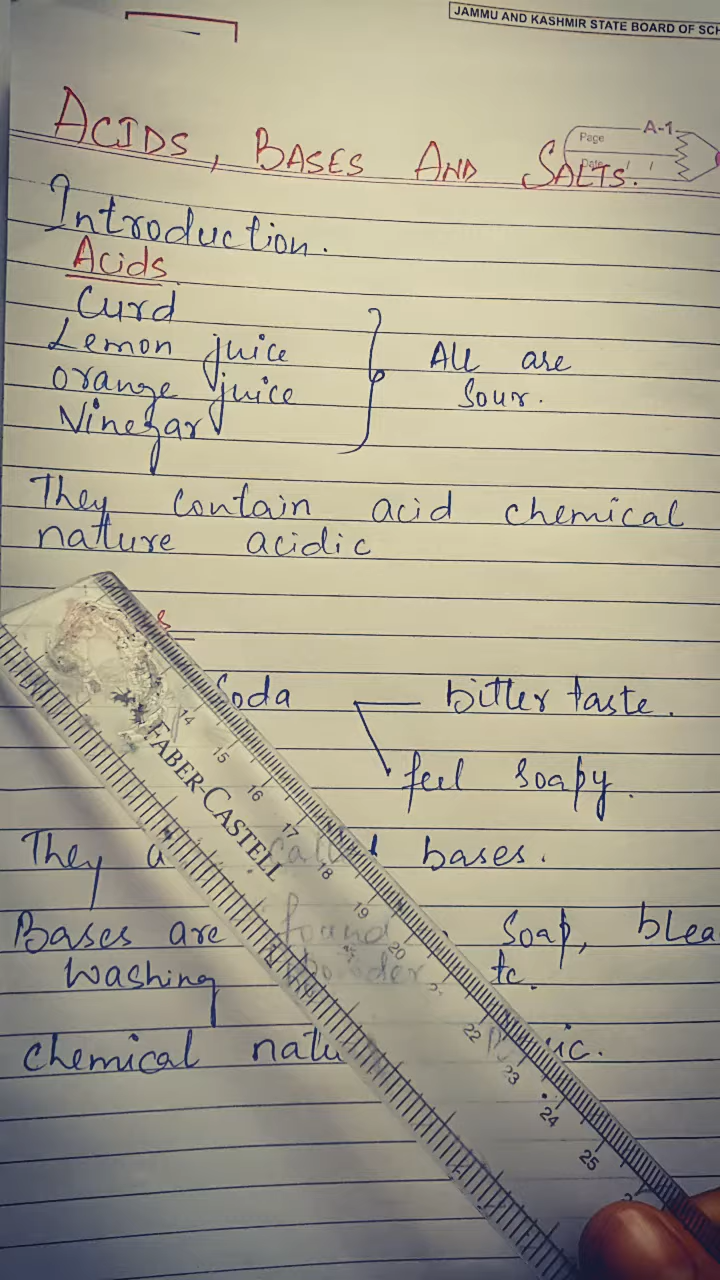 JAMMU AND KASHMIR STATE BOARD OF SCH
A-1
Page
Date
ACIDS, BASES AND SALTS.
Introduction.
Acids
Curd
Lemon juice
orange juice
Vinegar
All are
Sour.
They contain acid chemical
nature acidic
Soda
bitter taste.
feel soapy.
They called bases.
Bases are found Soap, blea
washing powder tc.
chemical natu ic.
FABER-CASTELL
14 15 16 17 18 19 20 21 22 23 24 25